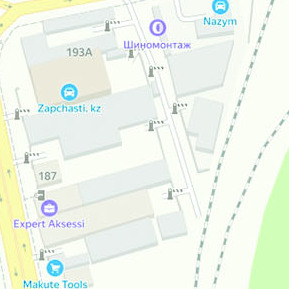 Nazym
Шиномонтаж
193А
Zapchasti. kz
187
Expert Aksessi
Makute Tools